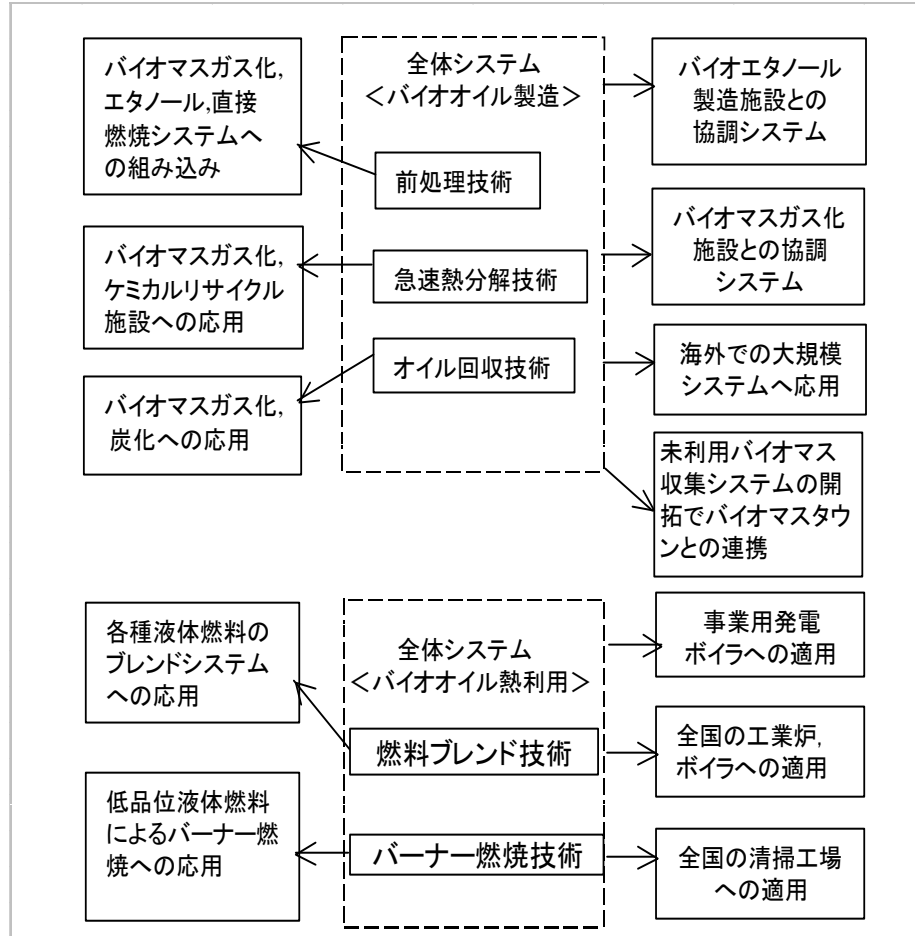 バイオマスガス化,
エタノール,直接
燃焼システムへ
の組み込み
全体システム
＜バイオオイル製造＞
バイオエタノール
製造施設との
協調システム
前処理技術
バイオマスガス化,
ケミカルリサイクル
施設への応用
急速熱分解技術
バイオマスガス化
施設との協調
システム
オイル回収技術
海外での大規模
システムへ応用
バイオマスガス化,
炭化への応用
未利用バイオマス
収集システムの開
拓でバイオマスタウ
ンとの連携
各種液体燃料の
ブレンドシステム
への応用
全体システム
＜バイオオイル熱利用＞
事業用発電
ボイラへの適用
燃料ブレンド技術
全国の工業炉,
ボイラへの適用
低品位液体燃料
によるバーナー燃
焼への応用
バーナー燃焼技術
全国の清掃工場
への適用